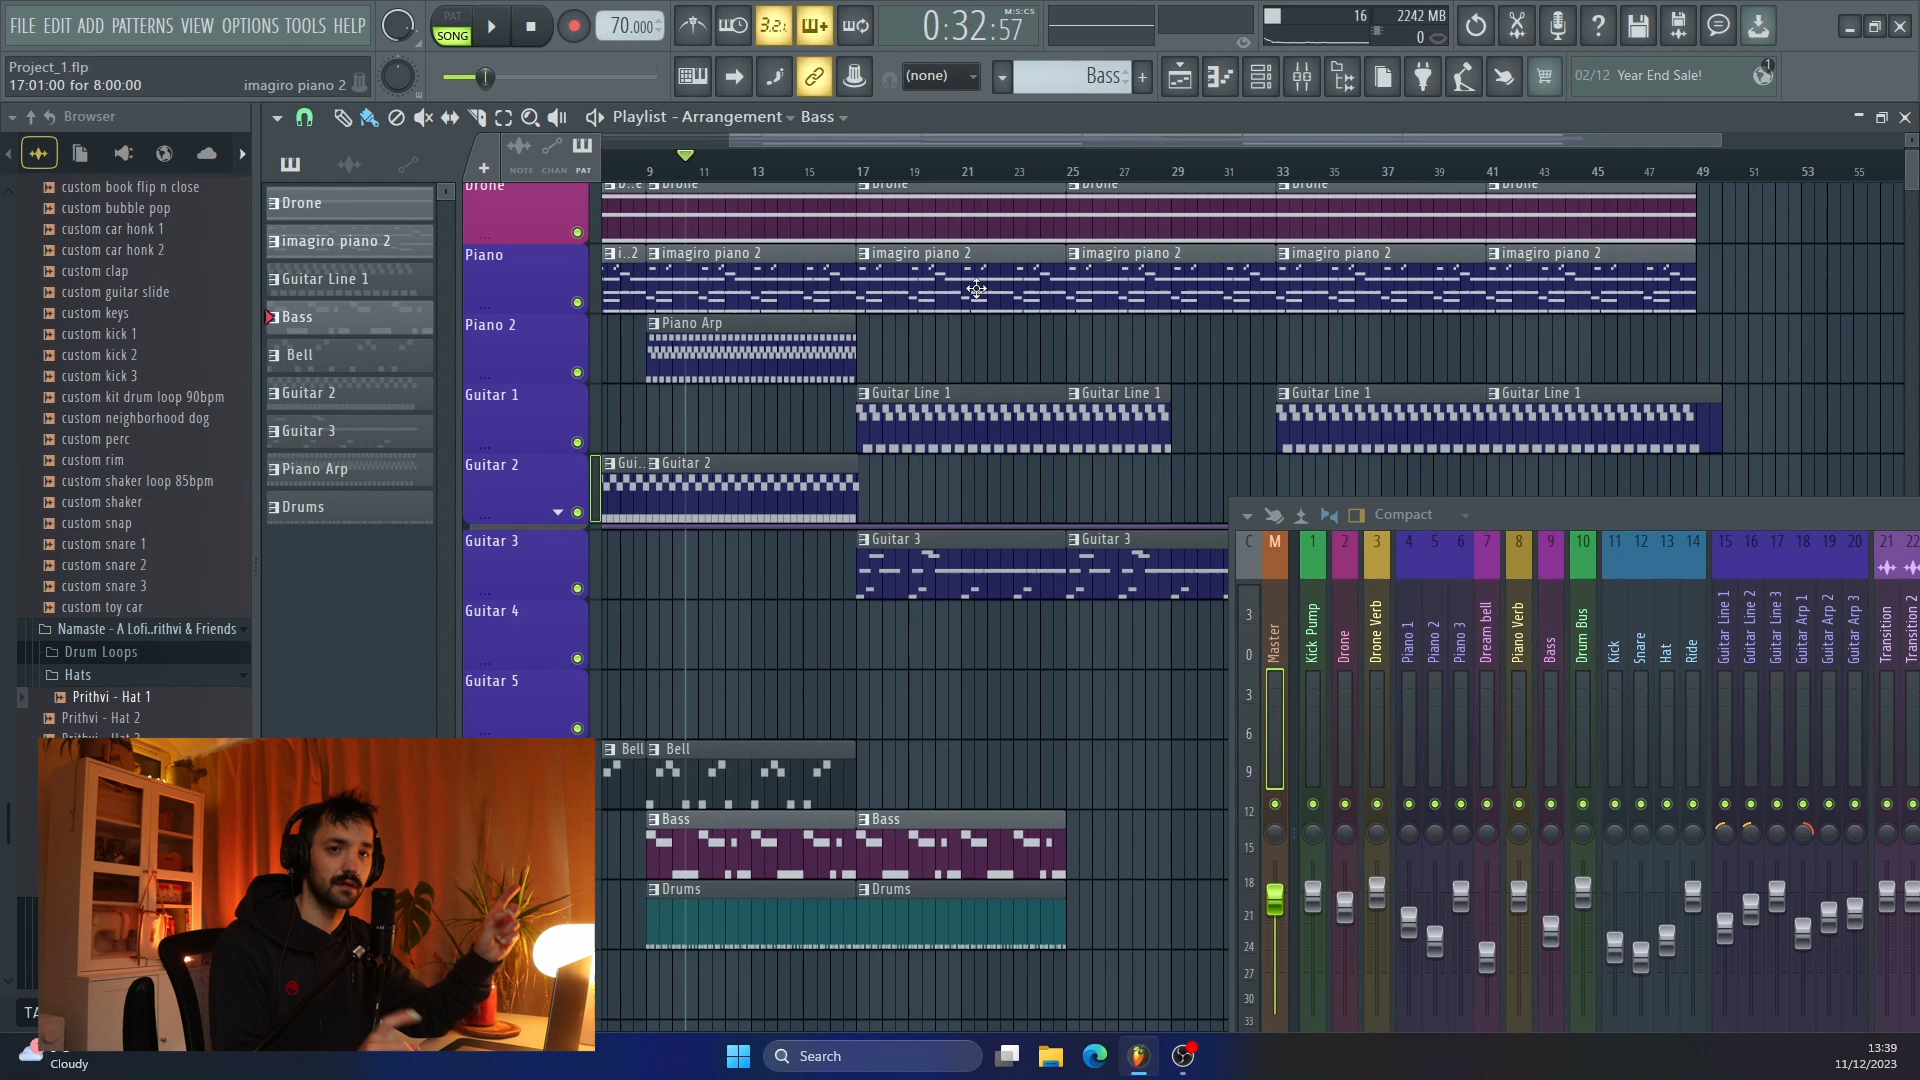 FILE EDIT ADD PATTERNS VIEW OPTIONS TOOLS HELP
PAT
SONG
70.000
3.2.
0:32:57
M:S:CS
16
2242 MB
0
Project_1.flp
17:01:00 for 8:00:00
imagiro piano 2
(none)
Bass
02/12 Year End Sale!
1
Browser
Playlist - Arrangement
Bass
NOTE CHAN PAT
9 11 13 15 17 19 21 23 25 27 29 31 33 35 37 39 41 43 45 47 49 51 53 55
custom book flip n close
custom bubble pop
custom car honk 1
custom car honk 2
custom clap
custom guitar slide
custom keys
custom kick 1
custom kick 2
custom kick 3
custom kit drum loop 90bpm
custom neighborhood dog
custom perc
custom rim
custom shaker loop 85bpm
custom shaker
custom snap
custom snare 1
custom snare 2
custom snare 3
custom toy car
Namaste - A Lofi..rithvi & Friends
Drum Loops
Hats
Prithvi - Hat 1
Prithvi - Hat 2
Prithvi - Hat 3
TA
Drone
imagiro piano 2
Guitar Line 1
Bass
Bell
Guitar 2
Guitar 3
Piano Arp
Drums
Drone
D..e Drone Drone Drone Drone Drone
Piano
i..2 imagiro piano 2 imagiro piano 2 imagiro piano 2 imagiro piano 2 imagiro piano 2
Piano 2
Piano Arp
Guitar 1
Guitar Line 1 Guitar Line 1 Guitar Line 1 Guitar Line 1
Guitar 2
Gui.. Guitar 2
Guitar 3
Guitar 3 Guitar 3
Guitar 4
Guitar 5
Bell Bell
Bass Bass
Drums Drums
Compact
C M 1 2 3 4 5 6 7 8 9 10 11 12 13 14 15 16 17 18 19 20 21 22
Master
Kick Pump
Drone
Drone Verb
Piano 1
Piano 2
Piano 3
Dream bell
Piano Verb
Bass
Drum Bus
Kick
Snare
Hat
Ride
Guitar Line 1
Guitar Line 2
Guitar Line 3
Guitar Arp 1
Guitar Arp 2
Guitar Arp 3
Transition
Transition 2
3
0
3
6
9
12
15
18
21
24
27
30
33
Cloudy
Search
13:39
11/12/2023